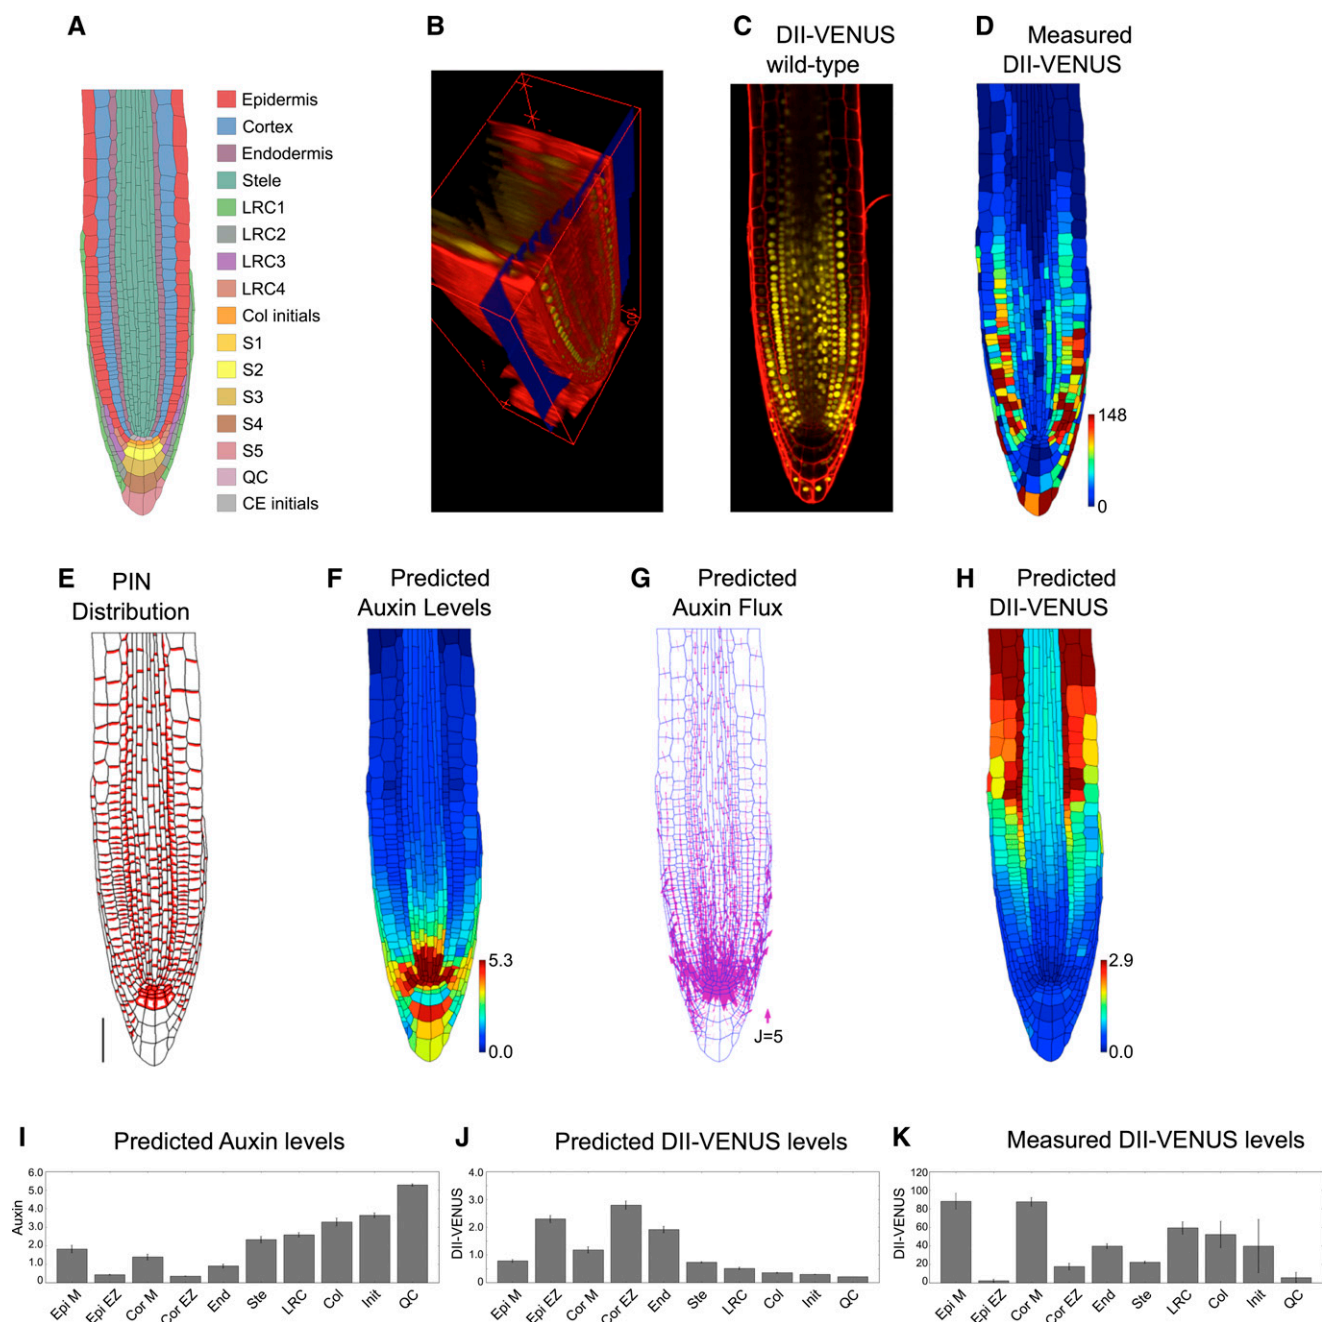 A
Epidermis
Cortex
Endodermis
Stele
LRC1
LRC2
LRC3
LRC4
Col initials
S1
S2
S3
S4
S5
QC
CE initials
B
C DII-VENUS
wild-type
D Measured
DII-VENUS
148
0
E PIN
Distribution
F Predicted
Auxin Levels
5.3
0.0
G Predicted
Auxin Flux
J=5
H Predicted
DII-VENUS
2.9
0.0
I Predicted Auxin levels
Auxin
6.0
5.0
4.0
3.0
2.0
1.0
0
Epi M
Epi EZ
Cor M
Cor EZ
End
Ste
LRC
Col
Init
QC
J Predicted DII-VENUS levels
DII-VENUS
4.0
3.0
2.0
1.0
0
Epi M
Epi EZ
Cor M
Cor EZ
End
Ste
LRC
Col
Init
QC
K Measured DII-VENUS levels
DII-VENUS
120
100
80
60
40
20
0
Epi M
Epi EZ
Cor M
Cor EZ
End
Ste
LRC
Col
Init
QC